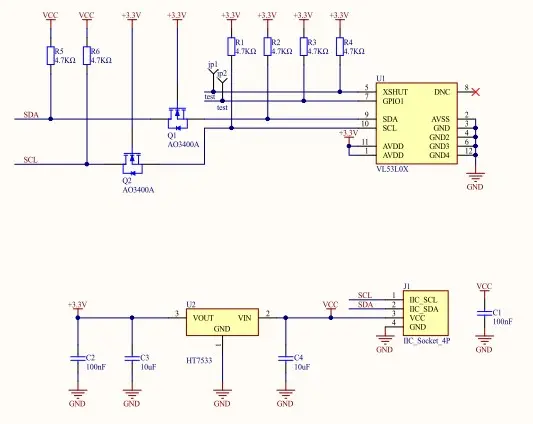 VCC VCC +3.3V +3.3V +3.3V +3.3V +3.3V +3.3V
R5 4.7KΩ
R6 4.7KΩ
R1 4.7KΩ
R2 4.7KΩ
R3 4.7KΩ
R4 4.7KΩ
jp1
jp2
test
test
SDA
SCL
Q1
AO3400A
Q2
AO3400A
U1
5 XSHUT DNC 8
7 GPIO1
9 SDA AVSS 2
10 SCL GND 3
GND2 4
+3.3V
11 AVDD GND3 6
1 AVDD GND4 12
VL53L0X
GND
+3.3V
U2
3 VOUT VIN 2
GND
1
HT7533
VCC
C2
100nF
C3
10uF
C4
10uF
GND GND GND GND
J1
SCL 1 IIC_SCL
SDA 2 IIC_SDA
3 VCC
4 GND
GND
IIC_Socket_4P
VCC
C1
100nF
GND